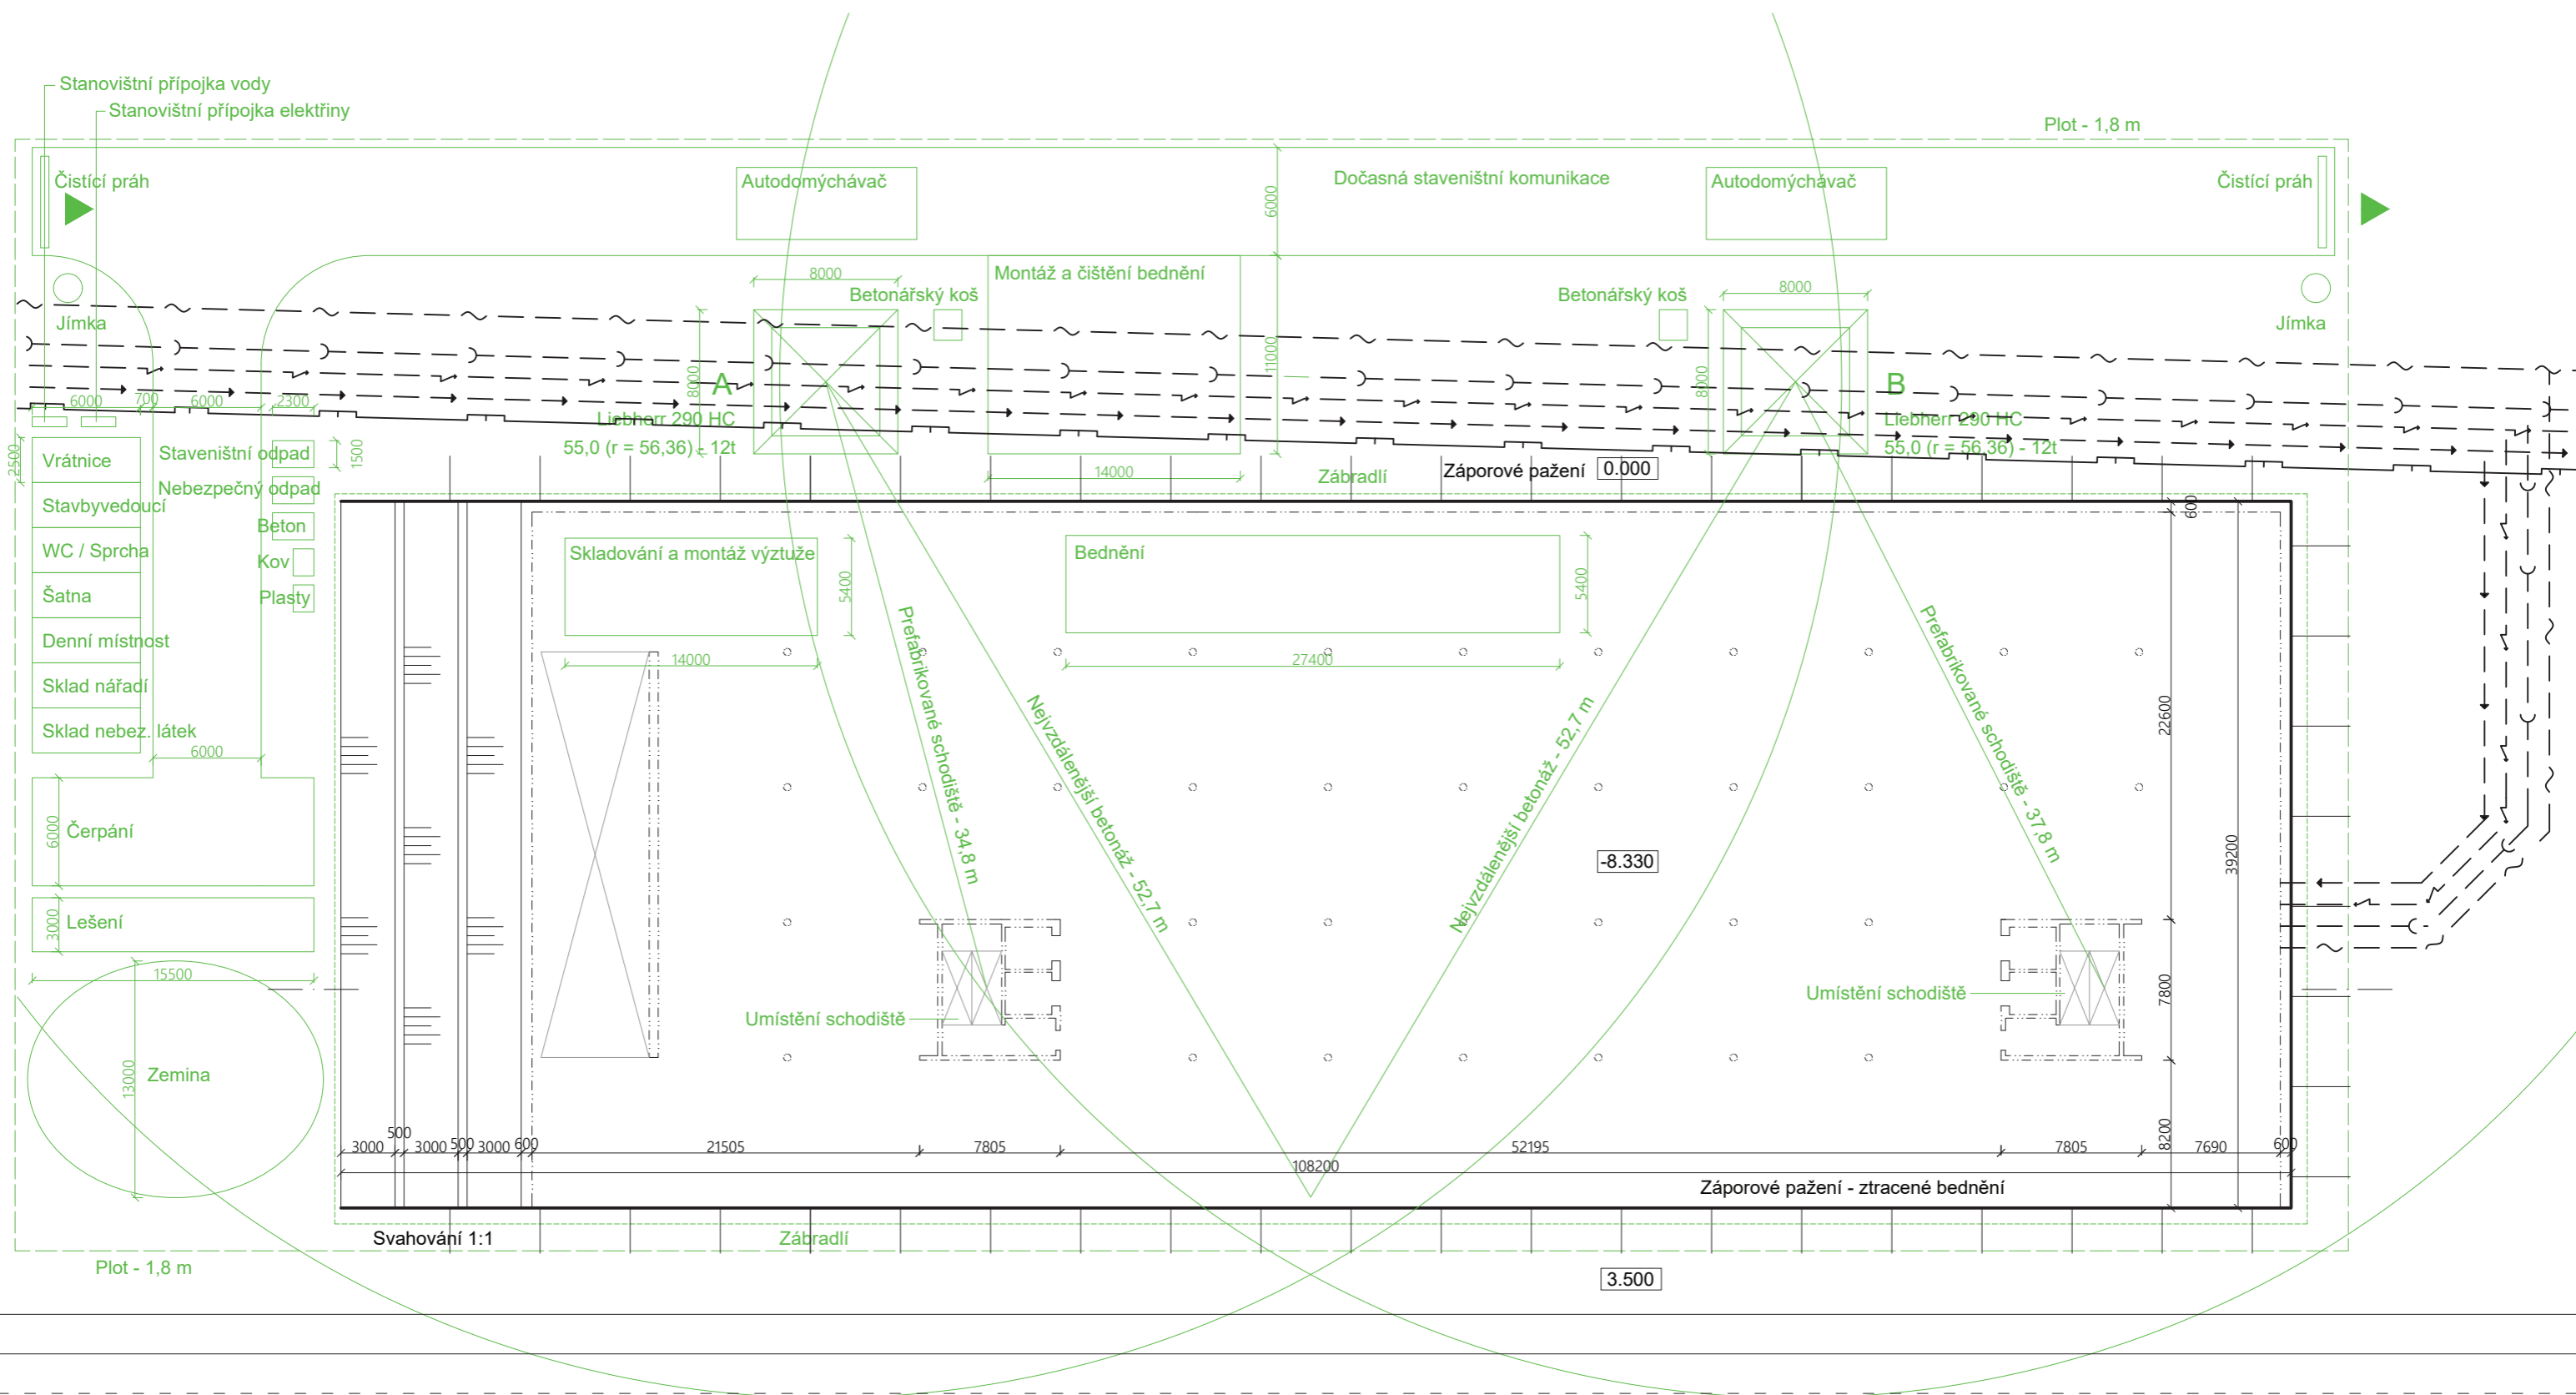 Stanovištní přípojka vody
Stanovištní přípojka elektřiny
Plot - 1,8 m
Čistící práh
Autodomýchávač
6000
Dočasná staveništní komunikace
Autodomýchávač
Čistící práh
8000
Montáž a čištění bednění
8000
Betonářský koš
Betonářský koš
Jímka
Jímka
11000
8000
A
8000
B
6000
700
6000
2300
Liebherr 290 HC
55,0 (r = 56,36) - 12t
Liebherr 290 HC
55,0 (r = 56,36) - 12t
2500
Vrátnice
Staveništní odpad
1500
14000
Zábradlí
Záporové pažení
0.000
Nebezpečný odpad
Stavbyvedoucí
600
Beton
WC / Sprcha
Kov
Skladování a montáž výztuže
5400
Bednění
5400
Šatna
Plasty
Denní místnost
14000
27400
Sklad nářadí
Sklad nebez. látek
6000
Prefabrikované schodiště - 34,8 m
Nejvzdálenější betonáž - 52,7 m
Nejvzdálenější betonáž - 52,7 m
Prefabrikované schodiště - 37,8 m
22600
6000
Čerpání
-8.330
39200
3000
Lešení
15500
7800
Umístění schodiště
Umístění schodiště
13000
Zemina
3000
500
3000
500
3000
600
21505
7805
52195
7805
8200
7690
600
108200
Záporové pažení - ztracené bednění
Svahování 1:1
Zábradlí
Plot - 1,8 m
3.500